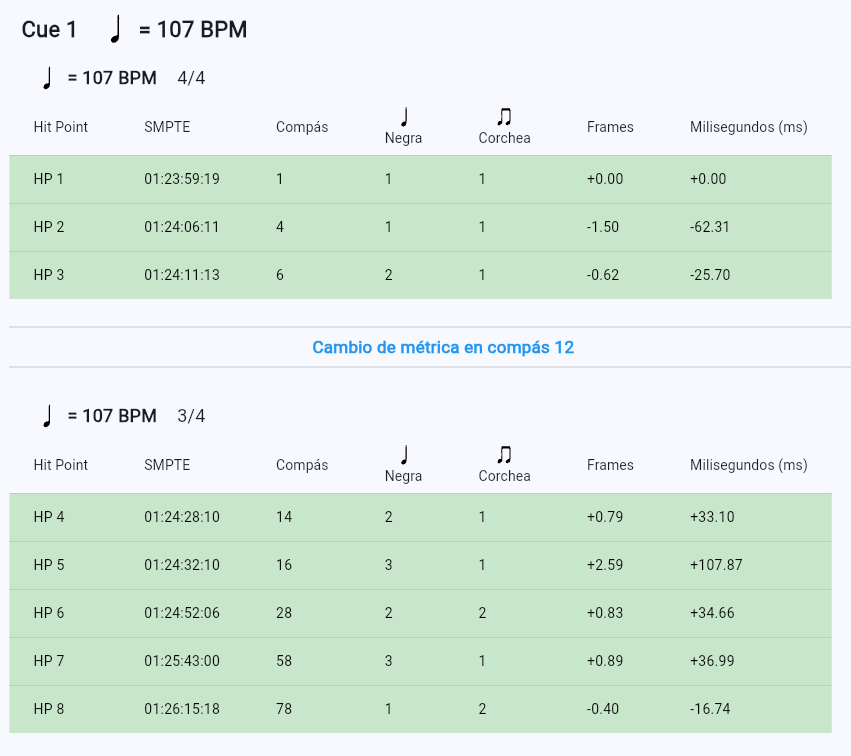 Cue 1 ♩ = 107 BPM
♩ = 107 BPM 4/4
Hit Point SMPTE Compás ♩ Negra ♫ Corchea Frames Milisegundos (ms)
HP 1 01:23:59:19 1 1 1 +0.00 +0.00
HP 2 01:24:06:11 4 1 1 -1.50 -62.31
HP 3 01:24:11:13 6 2 1 -0.62 -25.70
Cambio de métrica en compás 12
♩ = 107 BPM 3/4
Hit Point SMPTE Compás ♩ Negra ♫ Corchea Frames Milisegundos (ms)
HP 4 01:24:28:10 14 2 1 +0.79 +33.10
HP 5 01:24:32:10 16 3 1 +2.59 +107.87
HP 6 01:24:52:06 28 2 2 +0.83 +34.66
HP 7 01:25:43:00 58 3 1 +0.89 +36.99
HP 8 01:26:15:18 78 1 2 -0.40 -16.74